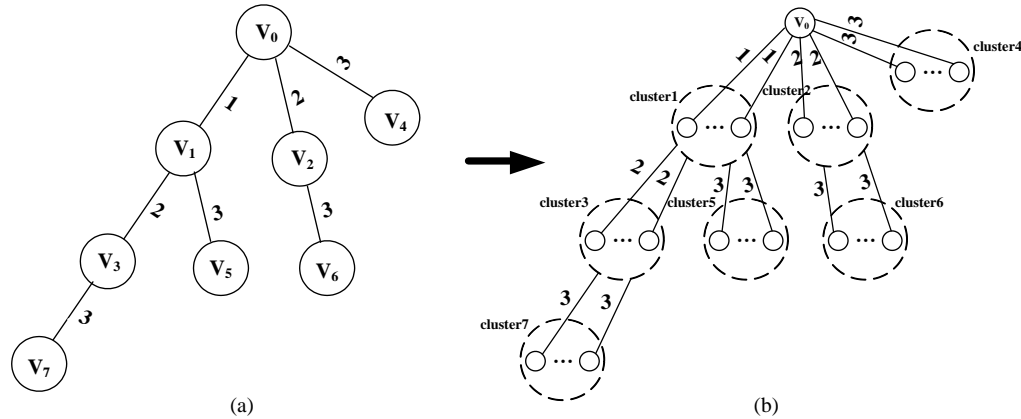 V0
1
2
3
V1
V2
V4
2
3
3
V3
V5
V6
3
V7
(a)
V0
3
3
1
1
2
2
cluster4
...
cluster1
cluster2
...
...
2
2
3
3
3
3
cluster3
cluster5
cluster6
...
...
...
3
3
cluster7
...
(b)